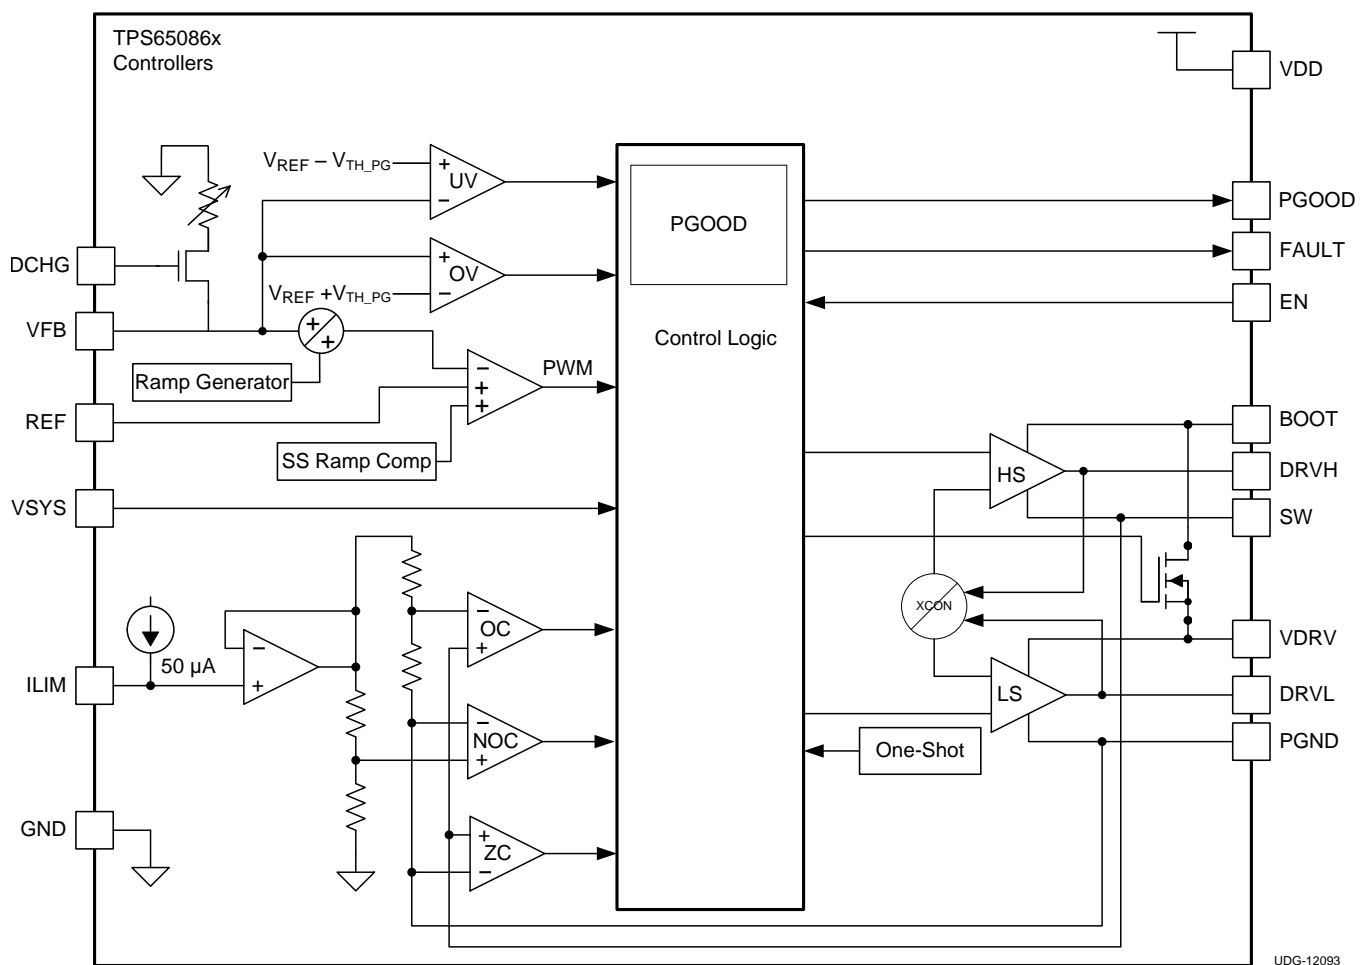 TPS65086x
Controllers
VDD
VREF – VTH_PG
+
UV
–
PGOOD
PGOOD
DCHG
+
OV
–
FAULT
VREF +VTH_PG
EN
VFB
+
+
Control Logic
Ramp Generator
–
+
+
PWM
REF
BOOT
SS Ramp Comp
HS
DRVH
VSYS
SW
XCON
–
OC
+
50 µA
–
+
VDRV
ILIM
LS
DRVL
–
NOC
+
One-Shot
PGND
GND
+
ZC
–
UDG-12093